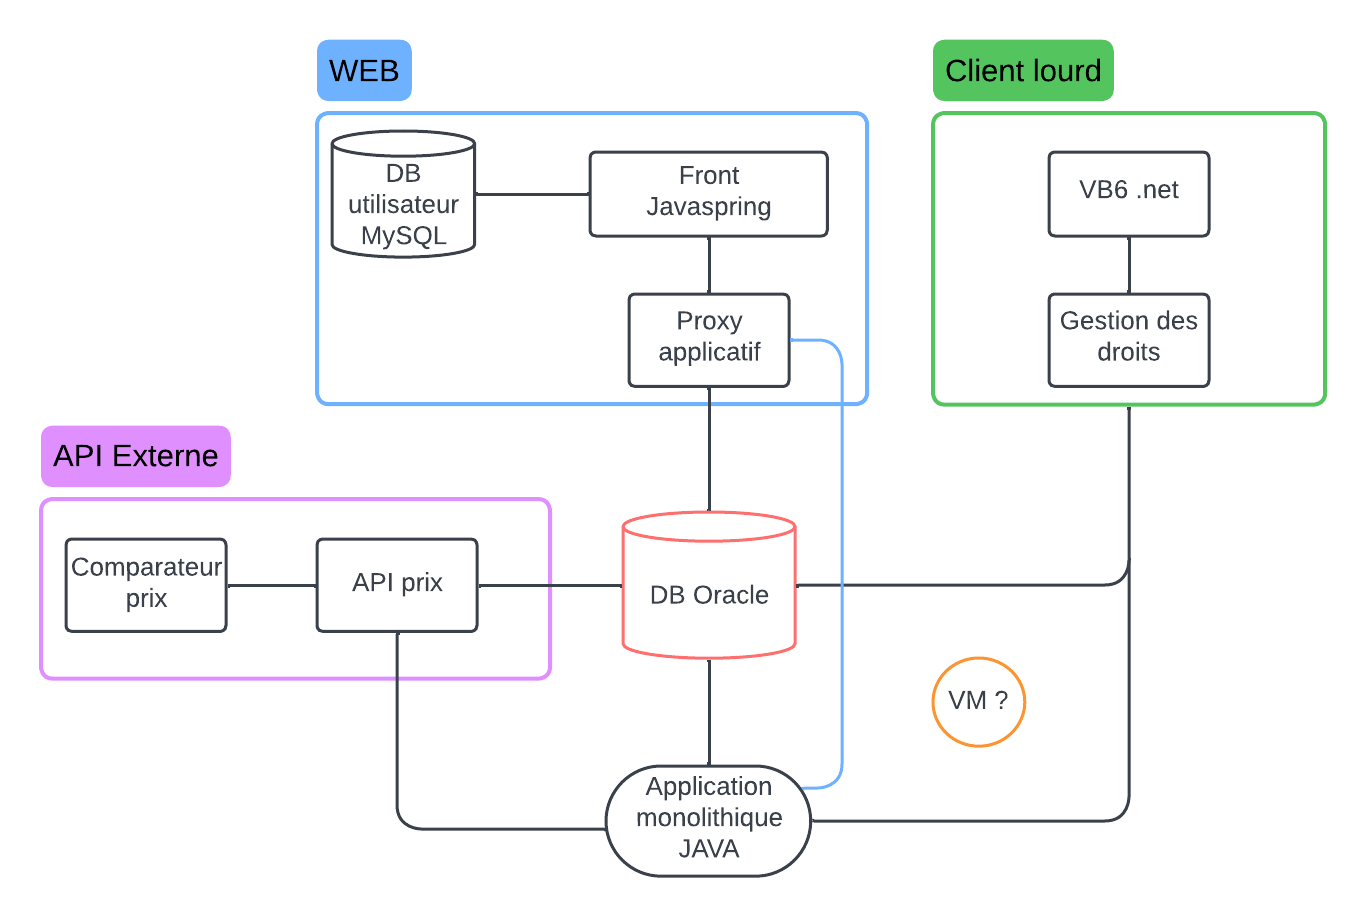 WEB
Client lourd
DB
utilisateur
MySQL
Front
Javaspring
VB6 .net
Proxy
applicatif
Gestion des
droits
API Externe
Comparateur
prix
API prix
DB Oracle
VM ?
Application
monolithique
JAVA